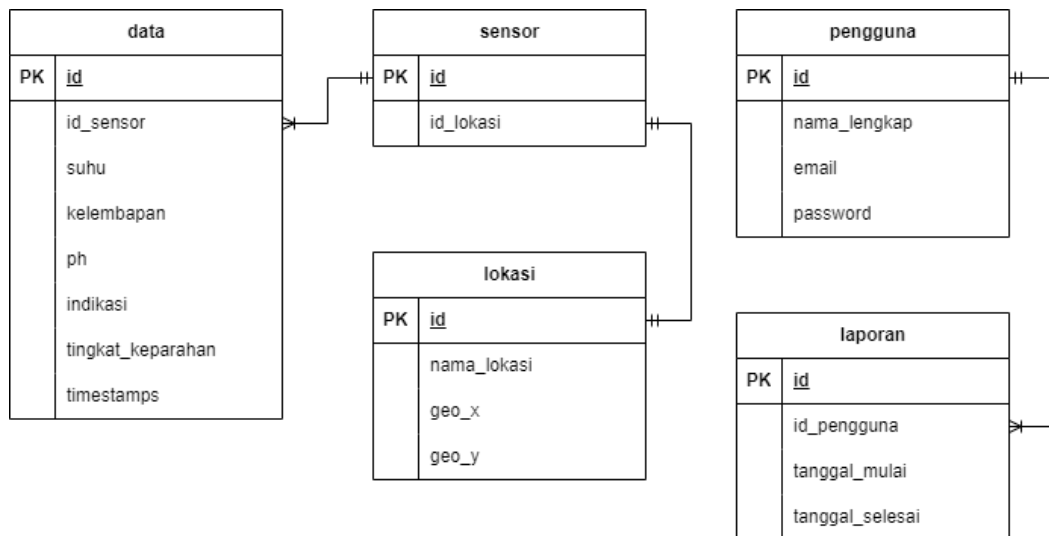 data
PK id
id_sensor
suhu
kelembapan
ph
indikasi
tingkat_keparahan
timestamps
sensor
PK id
id_lokasi
lokasi
PK id
nama_lokasi
geo_x
geo_y
pengguna
PK id
nama_lengkap
email
password
laporan
PK id
id_pengguna
tanggal_mulai
tanggal_selesai